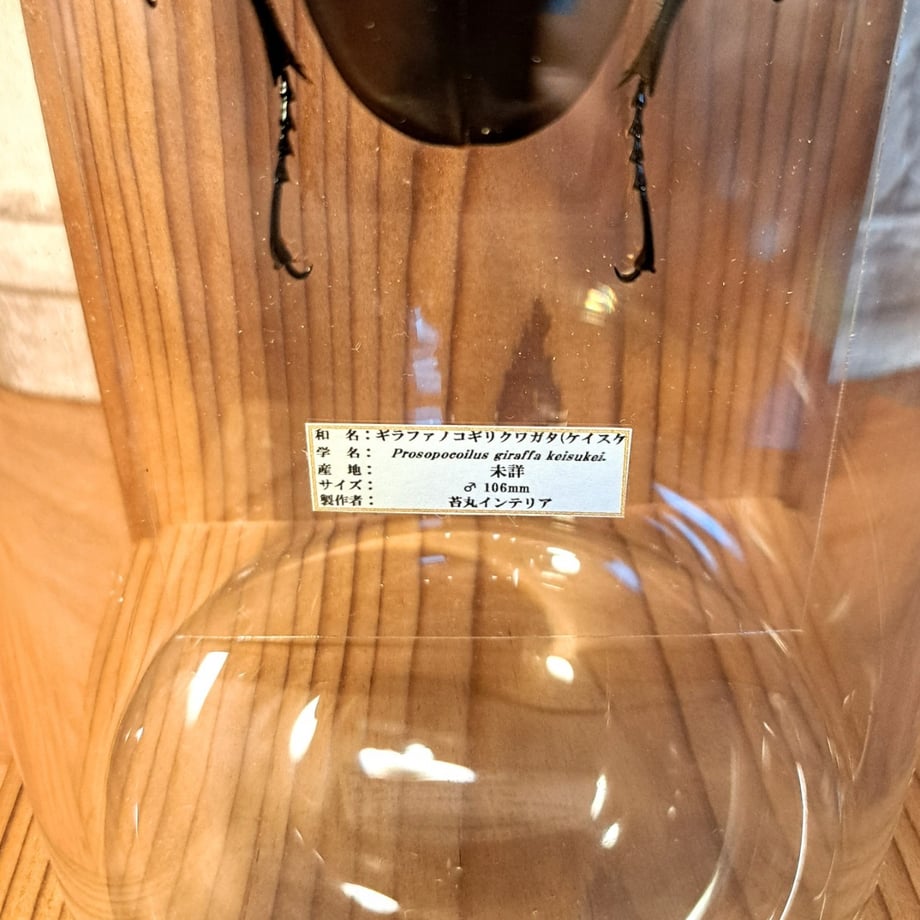 和 名：ギラファノコギリクワガタ(ケイスケ
学 名： Prosopocoilus giraffa keisukei.
産 地： 未詳
サイズ： ♂ 106mm
製作者： 苔丸インテリア